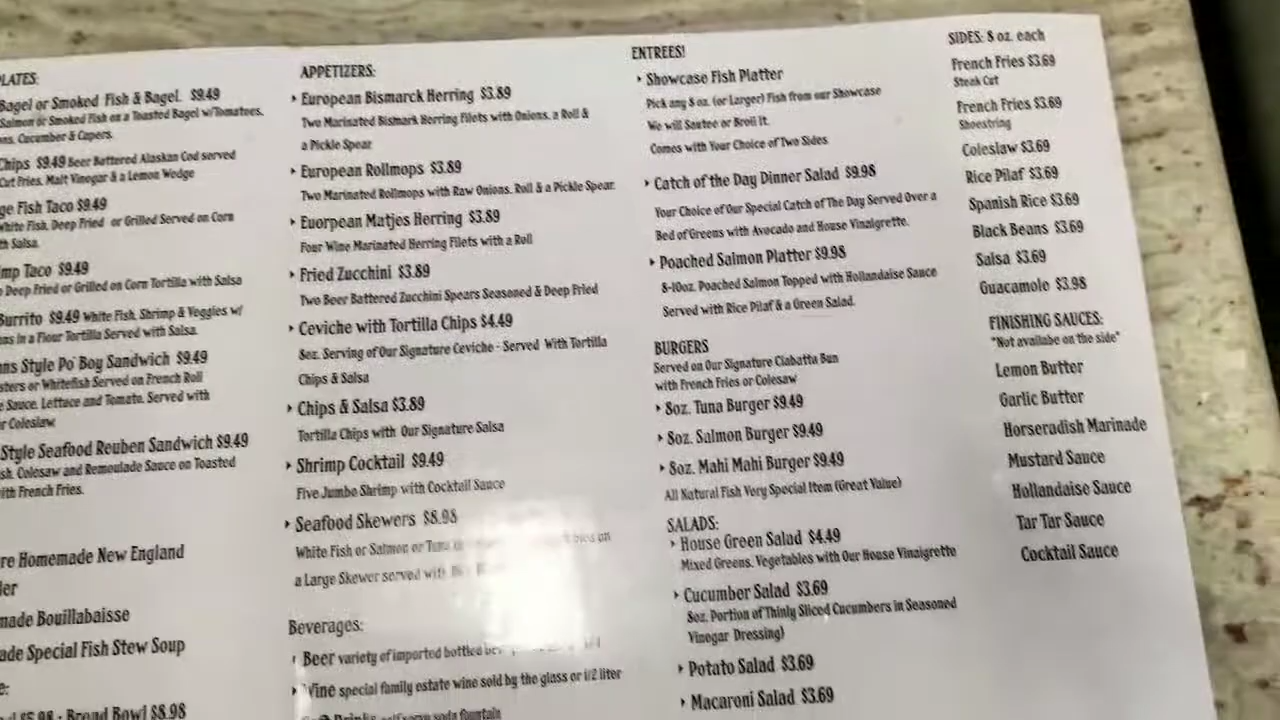 PLATES:
Bagel or Smoked Fish & Bagel. $9.49
Salmon or Smoked Fish on a Toasted Bagel w/Tomatoes,
Cucumber & Capers.
Chips $9.49 Beer Battered Alaskan Cod served
Cut Fries, Malt Vinegar & a Lemon Wedge
Fish Taco $9.49
White Fish, Deep Fried or Grilled Served on Corn
Salsa.
Taco $9.49
Deep Fried or Grilled on Corn Tortilla with Salsa
Burrito $9.49 White Fish, Shrimp & Veggies w/
in a Flour Tortilla Served with Salsa.
Style Po' Boy Sandwich $9.49
or Whitefish Served on French Roll
Sauce, Lettuce and Tomato. Served with
or Coleslaw
Style Seafood Reuben Sandwich $9.49
Colesaw and Remoulade Sauce on Toasted
with French Fries.
Homemade New England
Bouillabaisse
Special Fish Stew Soup
$5.98 - Bread Bowl $8.98
APPETIZERS:
European Bismarck Herring $3.89
Two Marinated Bismark Herring Filets with Onions, a Roll &
a Pickle Spear
European Rollmops $3.89
Two Marinated Rollmops with Raw Onions, Roll & a Pickle Spear.
Euorpean Matjes Herring $3.89
Four Wine Marinated Herring Filets with a Roll
Fried Zucchini $3.89
Two Beer Battered Zucchini Spears Seasoned & Deep Fried
Ceviche with Tortilla Chips $4.49
8oz. Serving of Our Signature Ceviche - Served With Tortilla
Chips & Salsa
Chips & Salsa $3.89
Tortilla Chips with Our Signature Salsa
Shrimp Cocktail $9.49
Five Jumbo Shrimp with Cocktail Sauce
Seafood Skewers $8.98
White Fish or Salmon or Tuna on
a Large Skewer served with
Beverages:
Beer variety of imported bottled
Wine special family estate wine sold by the glass or 1/2 liter
Drinks self serve soda fountain
ENTREES!
Showcase Fish Platter
Pick any 8 oz. (or Larger) Fish from our Showcase
We will Sautee or Broil It.
Comes with Your Choice of Two Sides
Catch of the Day Dinner Salad $9.98
Your Choice of Our Special Catch of The Day Served Over a
Bed of Greens with Avocado and House Vinaigrette.
Poached Salmon Platter $9.98
8-10oz. Poached Salmon Topped with Hollandaise Sauce
Served with Rice Pilaf & a Green Salad.
BURGERS
Served on Our Signature Ciabatta Bun
with French Fries or Colesaw
8oz. Tuna Burger $9.49
8oz. Salmon Burger $9.49
8oz. Mahi Mahi Burger $9.49
All Natural Fish Very Special Item (Great Value)
SALADS:
House Green Salad $4.49
Mixed Greens, Vegetables with Our House Vinaigrette
Cucumber Salad $3.69
8oz. Portion of Thinly Sliced Cucumbers in Seasoned
Vinegar Dressing)
Potato Salad $3.69
Macaroni Salad $3.69
SIDES: 8 oz. each
French Fries $3.69
Steak Cut
French Fries $3.69
Shoestring
Coleslaw $3.69
Rice Pilaf $3.69
Spanish Rice $3.69
Black Beans $3.69
Salsa $3.69
Guacamole $3.98
FINISHING SAUCES:
"Not availabe on the side"
Lemon Butter
Garlic Butter
Horseradish Marinade
Mustard Sauce
Hollandaise Sauce
Tar Tar Sauce
Cocktail Sauce